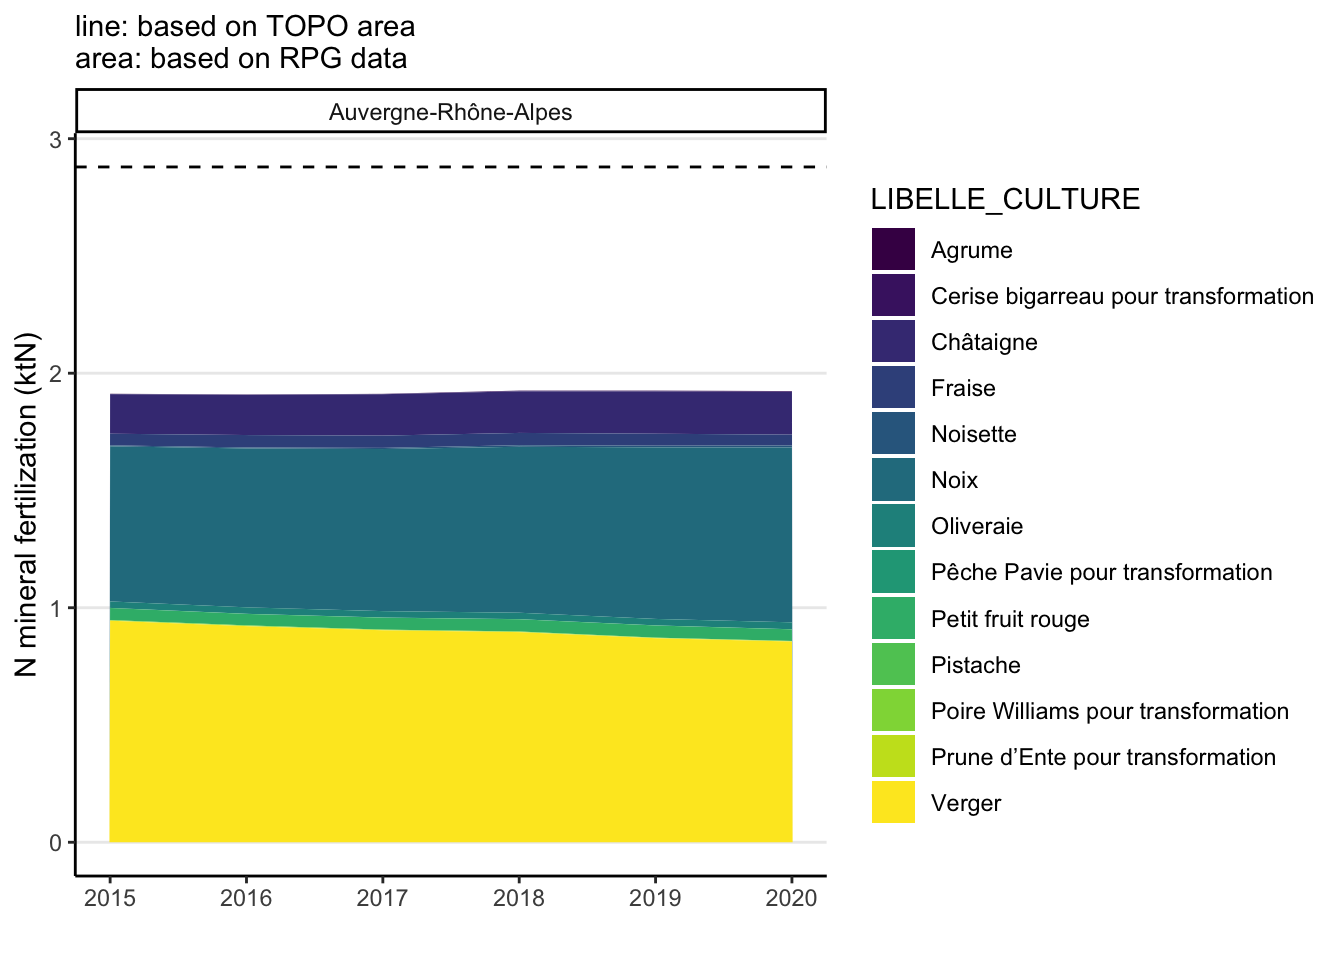 line: based on TOPO area
area: based on RPG data
Auvergne-Rhône-Alpes
3
2
1
0
N mineral fertilization (ktN)
2015 2016 2017 2018 2019 2020
LIBELLE_CULTURE
Agrume
Cerise bigarreau pour transformation
Châtaigne
Fraise
Noisette
Noix
Oliveraie
Pêche Pavie pour transformation
Petit fruit rouge
Pistache
Poire Williams pour transformation
Prune d’Ente pour transformation
Verger